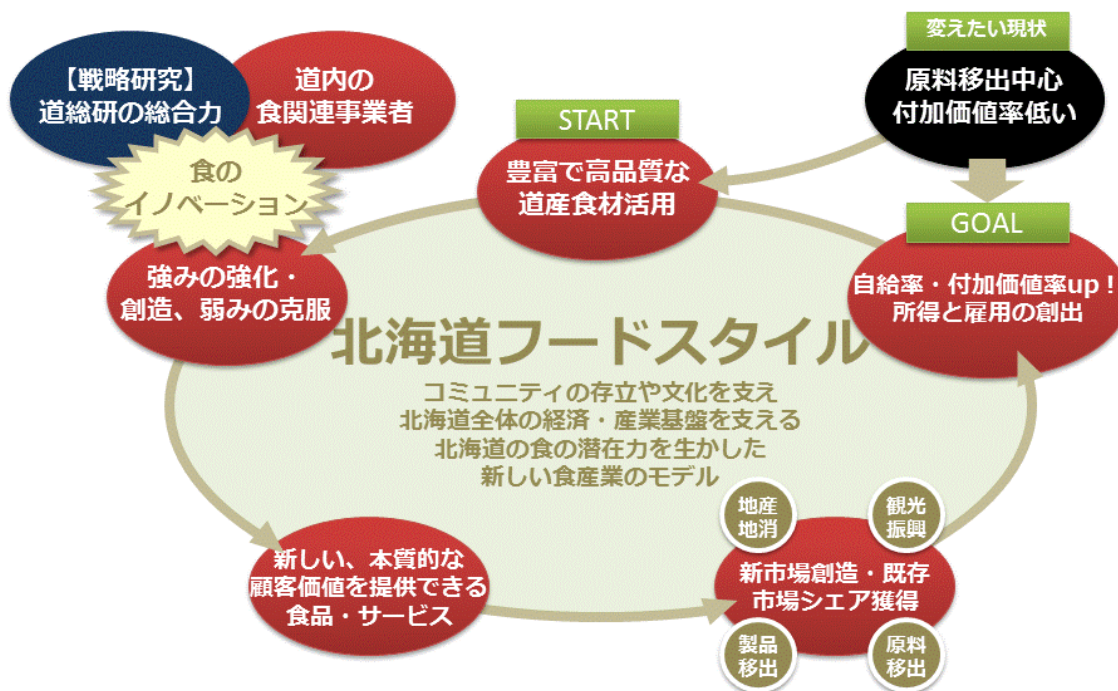 【戦略研究】
道総研の総合力
道内の
食関連事業者
食の
イノベーション
変えたい現状
原料移出中心
付加価値率低い
START
豊富で高品質な
道産食材活用
GOAL
自給率・付加価値率up！
所得と雇用の創出
強みの強化・
創造、弱みの克服
北海道フードスタイル
コミュニティの存立や文化を支え
北海道全体の経済・産業基盤を支える
北海道の食の潜在力を生かした
新しい食産業のモデル
新しい、本質的な
顧客価値を提供できる
食品・サービス
地産
地消
観光
振興
新市場創造・既存
市場シェア獲得
製品
移出
原料
移出